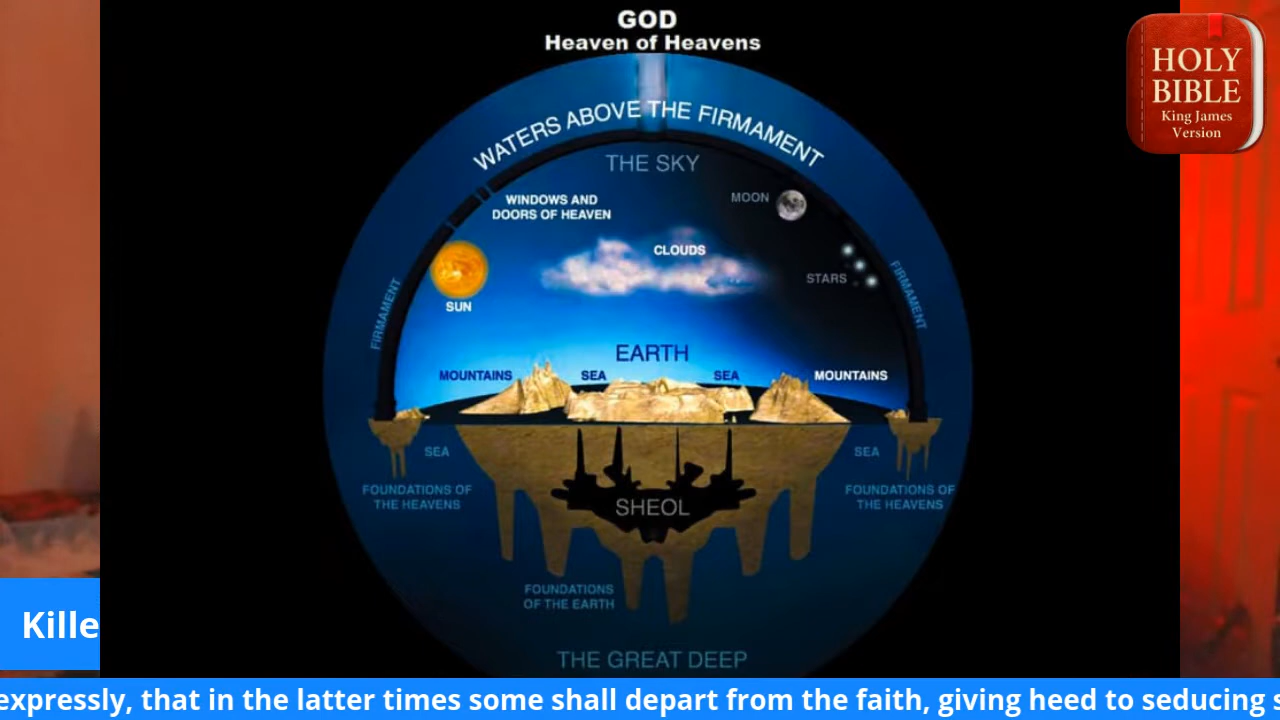 GOD
Heaven of Heavens
HOLY
BIBLE
King James
Version
WATERS ABOVE THE FIRMAMENT
THE SKY
WINDOWS AND
DOORS OF HEAVEN
MOON
CLOUDS
STARS
SUN
FIRMAMENT
FIRMAMENT
EARTH
MOUNTAINS
SEA
SEA
MOUNTAINS
SEA
SEA
FOUNDATIONS OF
THE HEAVENS
FOUNDATIONS OF
THE HEAVENS
SHEOL
FOUNDATIONS
OF THE EARTH
Kille
THE GREAT DEEP
expressly, that in the latter times some shall depart from the faith, giving heed to seducing s